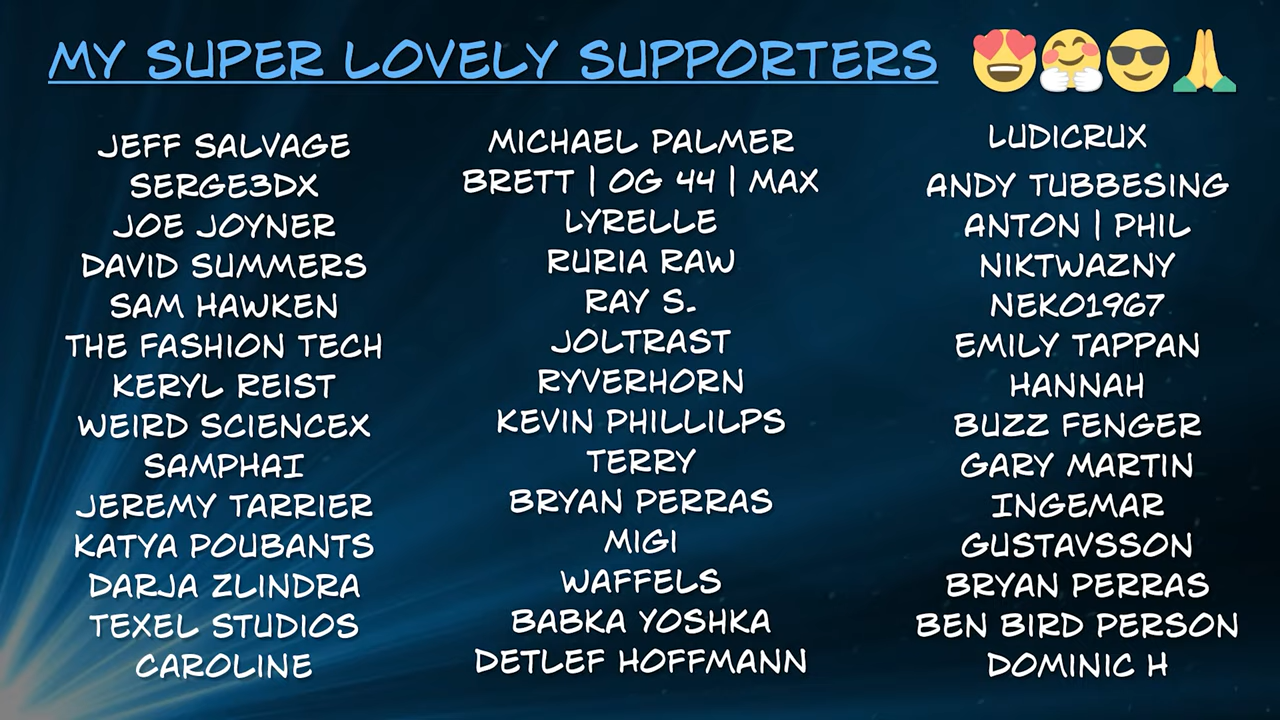 MY SUPER LOVELY SUPPORTERS 😍🤗😎🙏
JEFF SALVAGE
SERGE3DX
JOE JOYNER
DAVID SUMMERS
SAM HAWKEN
THE FASHION TECH
KERYL REIST
WEIRD SCIENCEX
SAMPHAI
JEREMY TARRIER
KATYA POUBANTS
DARJA ZLINDRA
TEXEL STUDIOS
CAROLINE
MICHAEL PALMER
BRETT | OG 44 | MAX
LYRELLE
RURIA RAW
RAY S.
JOLTRAST
RYVERHORN
KEVIN PHILLILPS
TERRY
BRYAN PERRAS
MIGI
WAFFELS
BABKA YOSHKA
DETLEF HOFFMANN
LUDICRUX
ANDY TUBBESING
ANTON | PHIL
NIKTWAZNY
NEKO1967
EMILY TAPPAN
HANNAH
BUZZ FENGER
GARY MARTIN
INGEMAR
GUSTAVSSON
BRYAN PERRAS
BEN BIRD PERSON
DOMINIC H